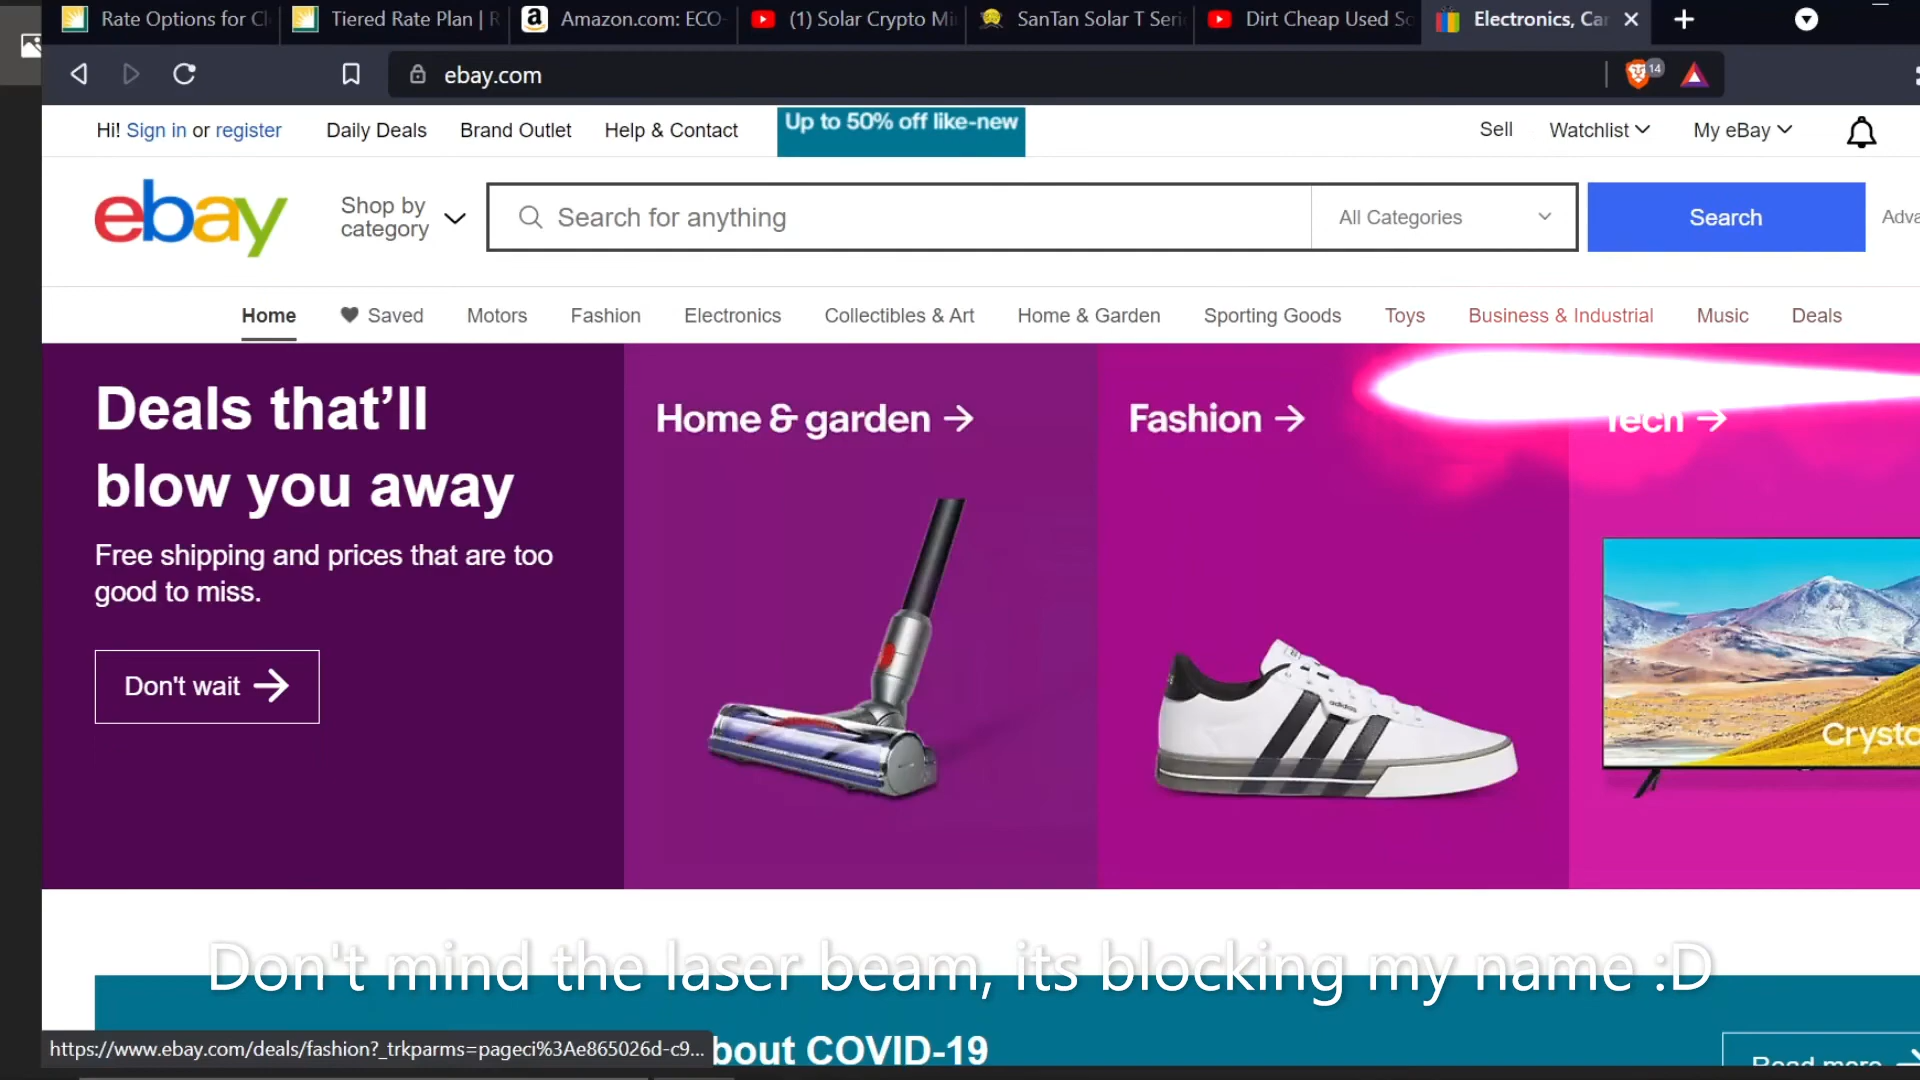 Rate Options for Cl
Tiered Rate Plan | R
Amazon.com: ECO-
(1) Solar Crypto Mi
SanTan Solar T Seri
Dirt Cheap Used So
Electronics, Car
ebay.com
14
Hi! Sign in or register
Daily Deals
Brand Outlet
Help & Contact
Up to 50% off like-new
Sell
Watchlist
My eBay
ebay
Shop by
category
Search for anything
All Categories
Search
Adva
Home
Saved
Motors
Fashion
Electronics
Collectibles & Art
Home & Garden
Sporting Goods
Toys
Business & Industrial
Music
Deals
Deals that’ll
blow you away
Free shipping and prices that are too
good to miss.
Don't wait
Home & garden
Fashion
Tech
adidas
Crysta
Don't mind the laser beam, its blocking my name :D
bout COVID-19
Read more
https://www.ebay.com/deals/fashion?_trkparms=pageci%3Ae865026d-c9...